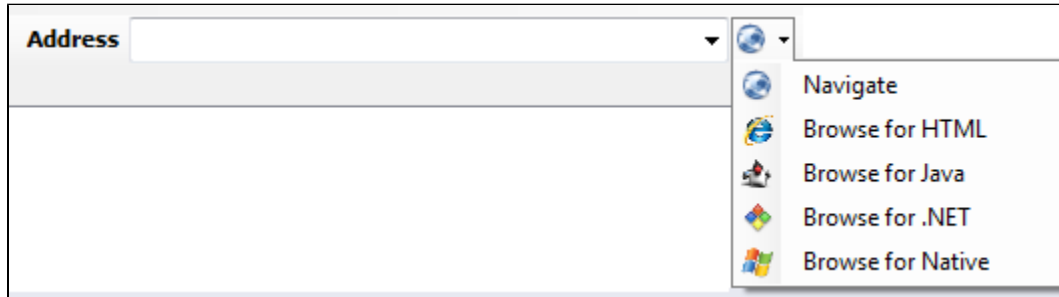 Address
Navigate
Browse for HTML
Browse for Java
Browse for .NET
Browse for Native